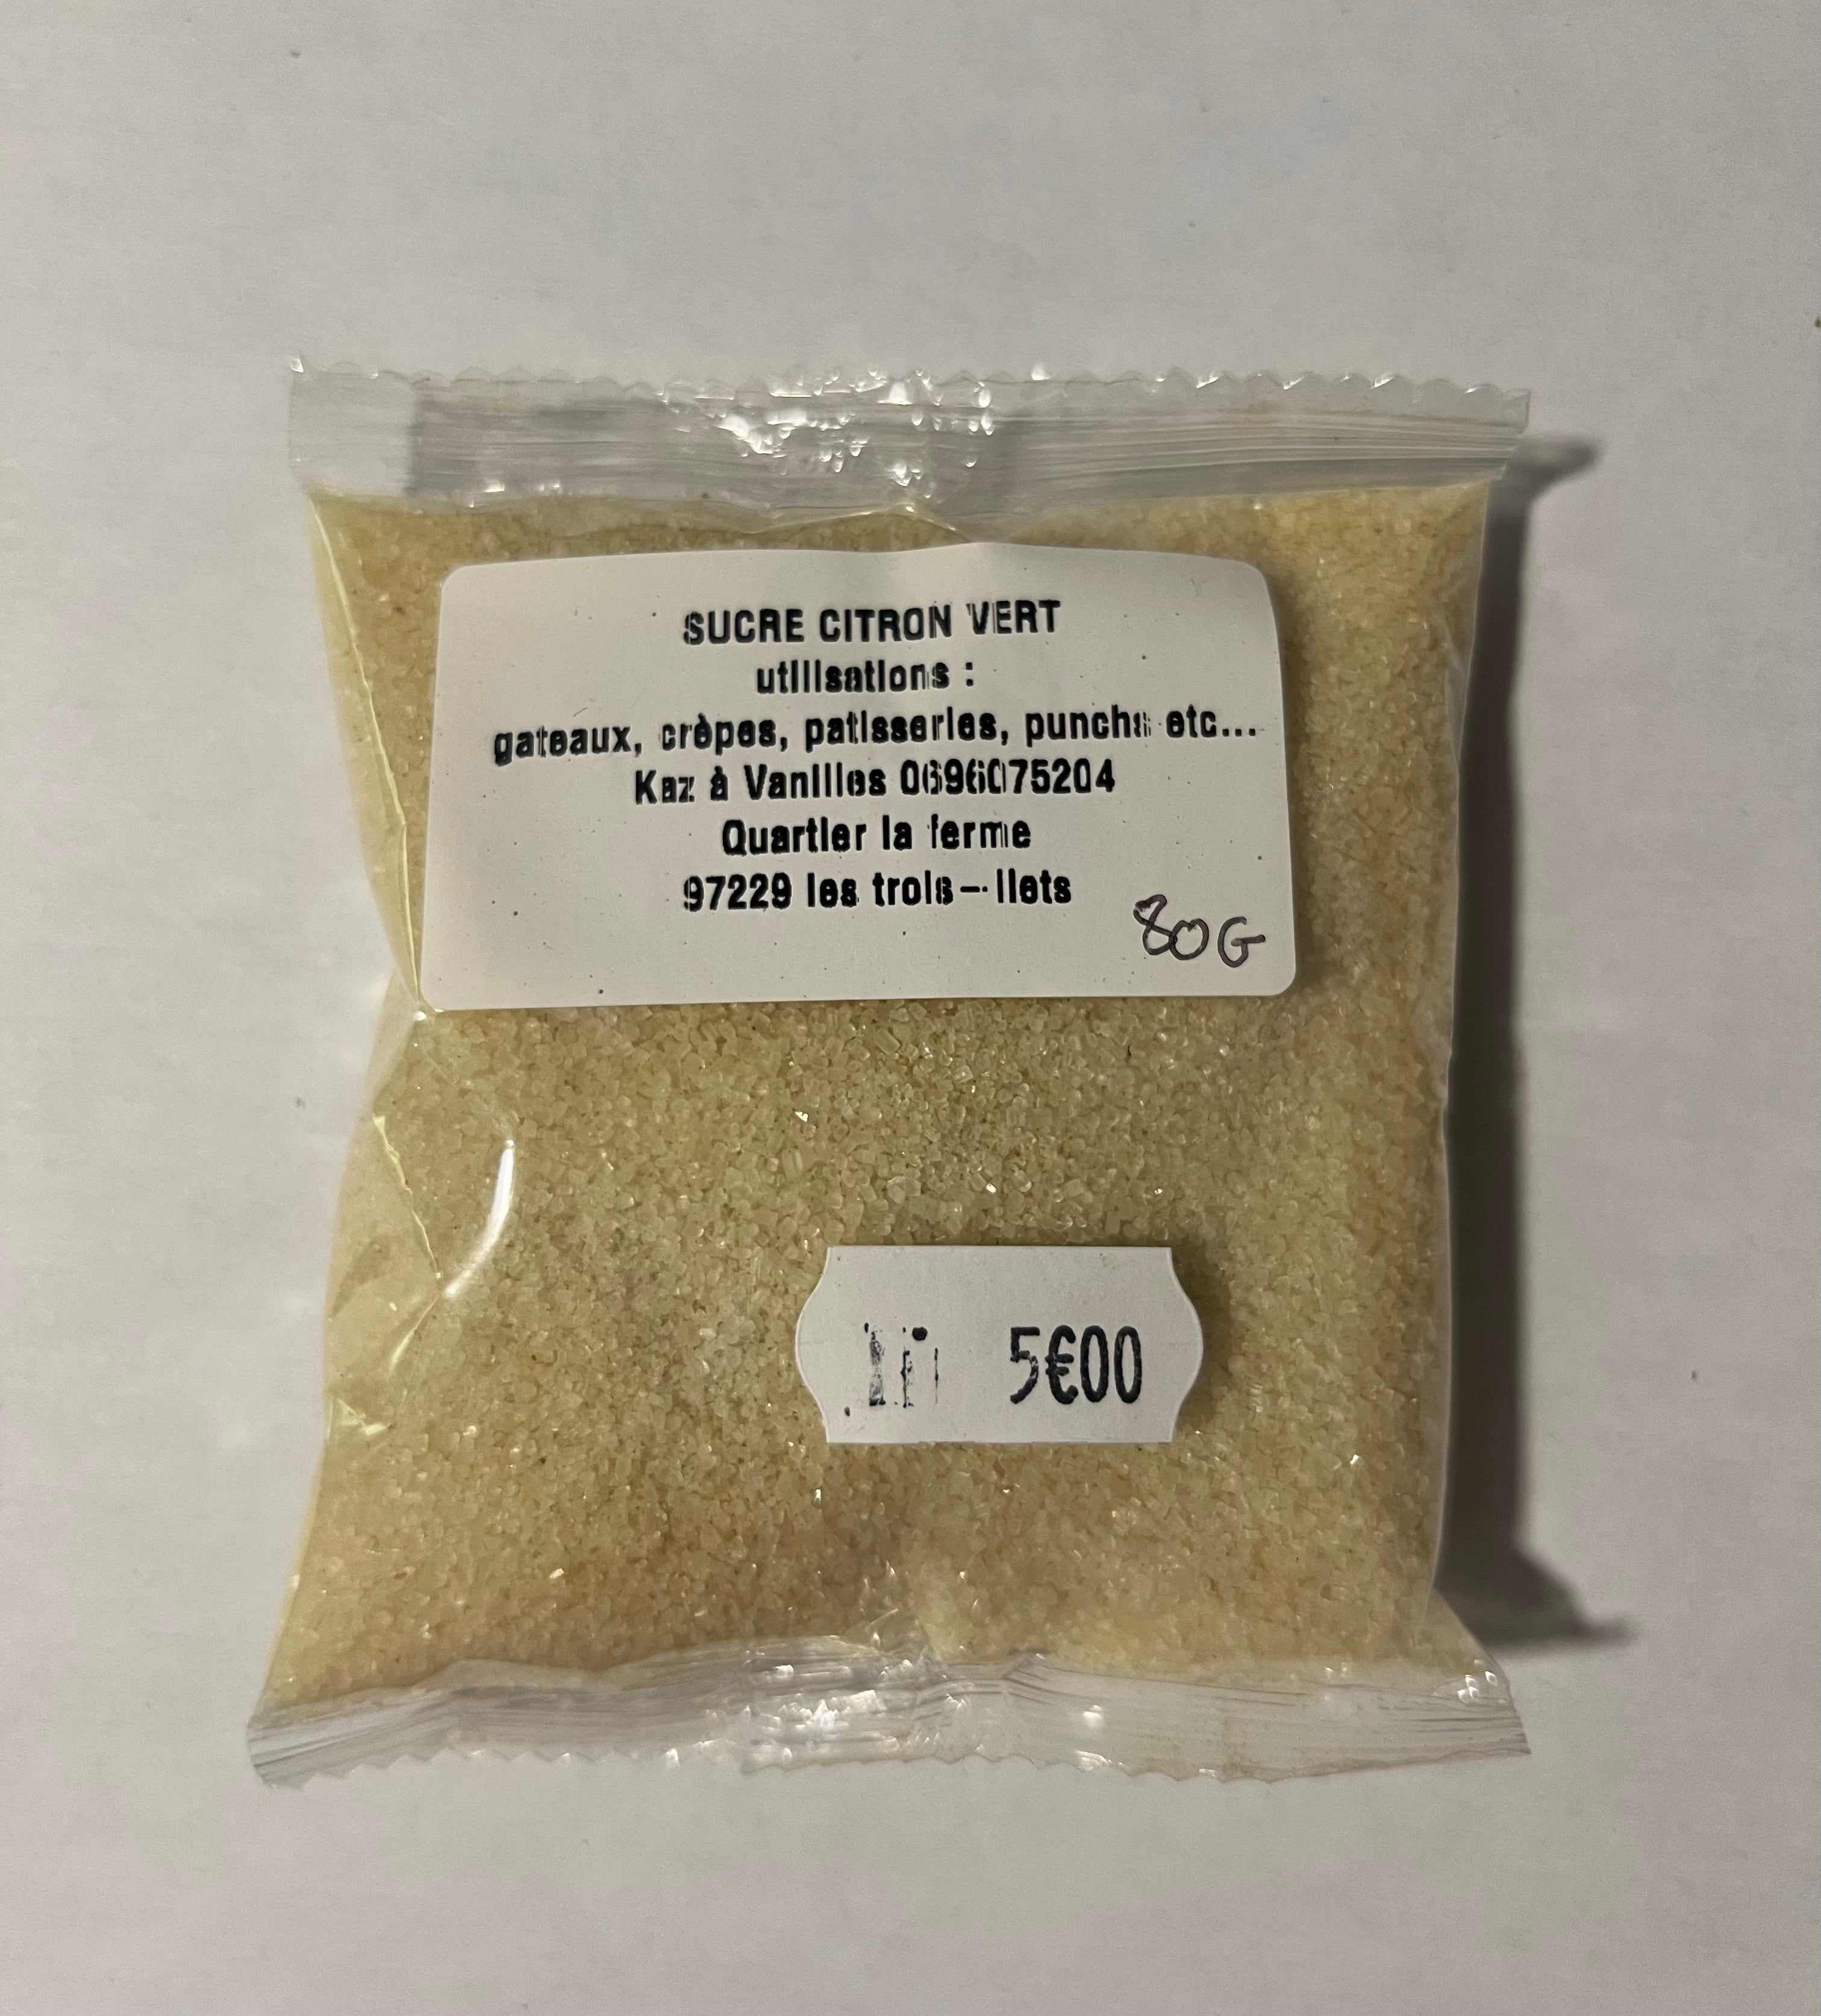 SUCRE CITRON VERT
utilisations :
gateaux, crèpes, patisseries, punchs etc...
Kaz à Vanilles 0696075204
Quartier la ferme
97229 les trois-ilets
80G
5€00